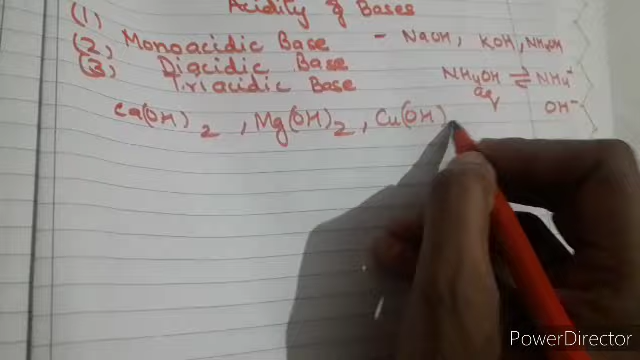 Acidity of Bases
(1)
(2) Monoacidic Base - NaOH, KOH, NH4OH
(3) Diacidic Base
Triacidic Base
NH4OH ⇌ NH4+
aq OH-
Ca(OH)2, Mg(OH)2, Cu(OH)
PowerDirector